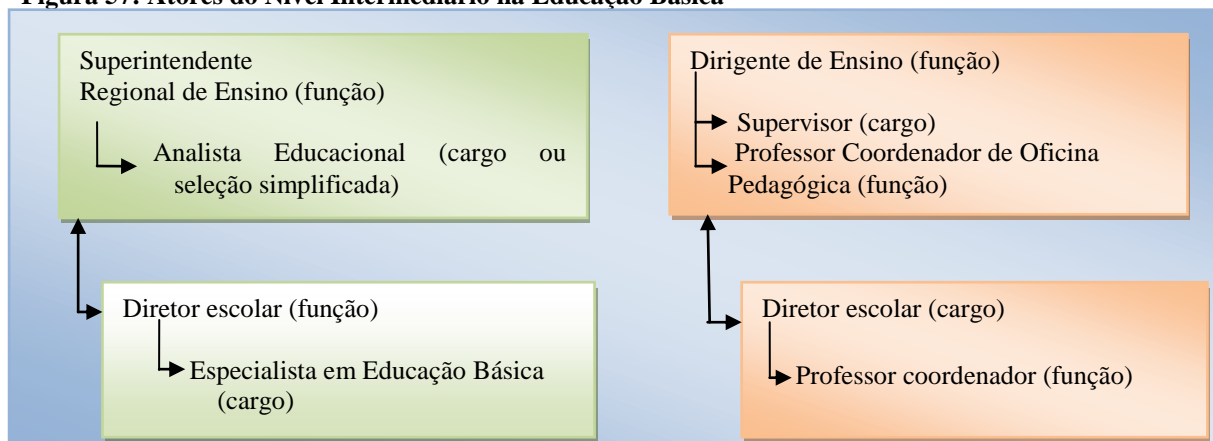 Figura 57: Atores do Nível Intermediário na Educação Básica
Superintendente
Regional de Ensino (função)
Analista Educacional (cargo ou
seleção simplificada)
Diretor escolar (função)
Especialista em Educação Básica
(cargo)
Dirigente de Ensino (função)
Supervisor (cargo)
Professor Coordenador de Oficina
Pedagógica (função)
Diretor escolar (cargo)
Professor coordenador (função)